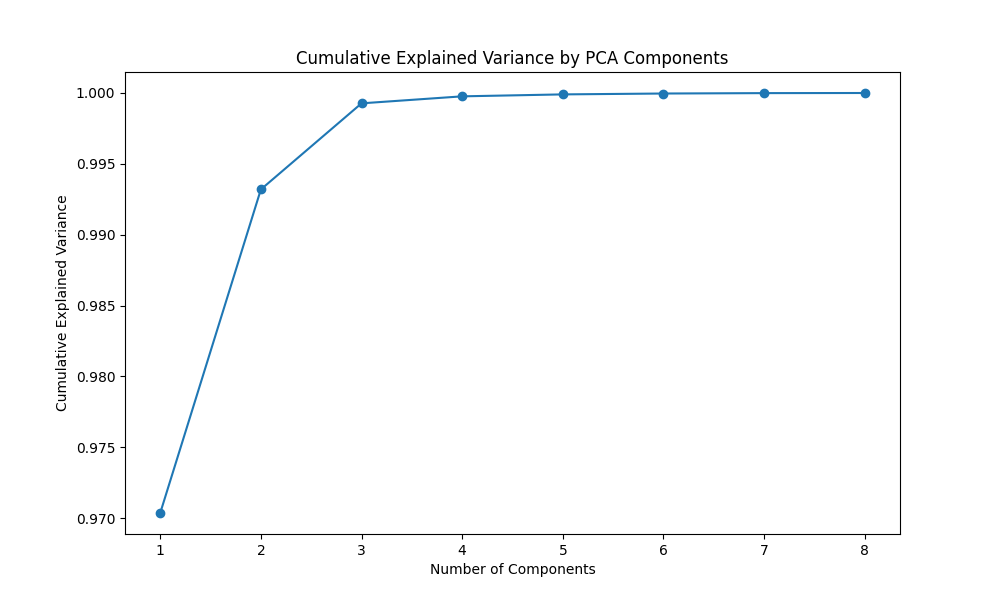 Cumulative Explained Variance by PCA Components
Cumulative Explained Variance
1.000
0.995
0.990
0.985
0.980
0.975
0.970
1 2 3 4 5 6 7 8
Number of Components